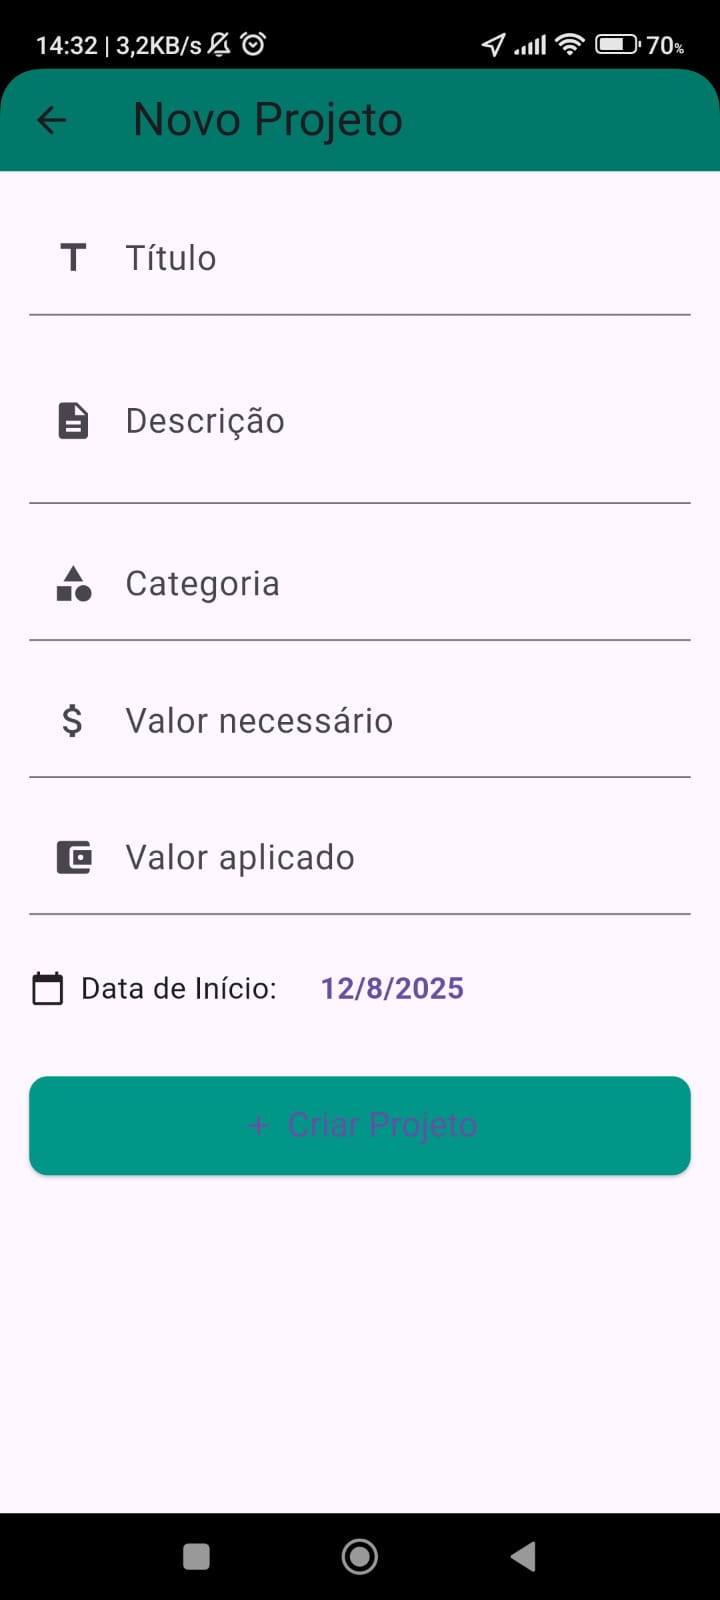 14:32 | 3,2KB/s 70%
Novo Projeto
Título
Descrição
Categoria
$ Valor necessário
Valor aplicado
Data de Início: 12/8/2025
+ Criar Projeto